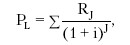 P_L = Σ R_J / (1 + i)^J,